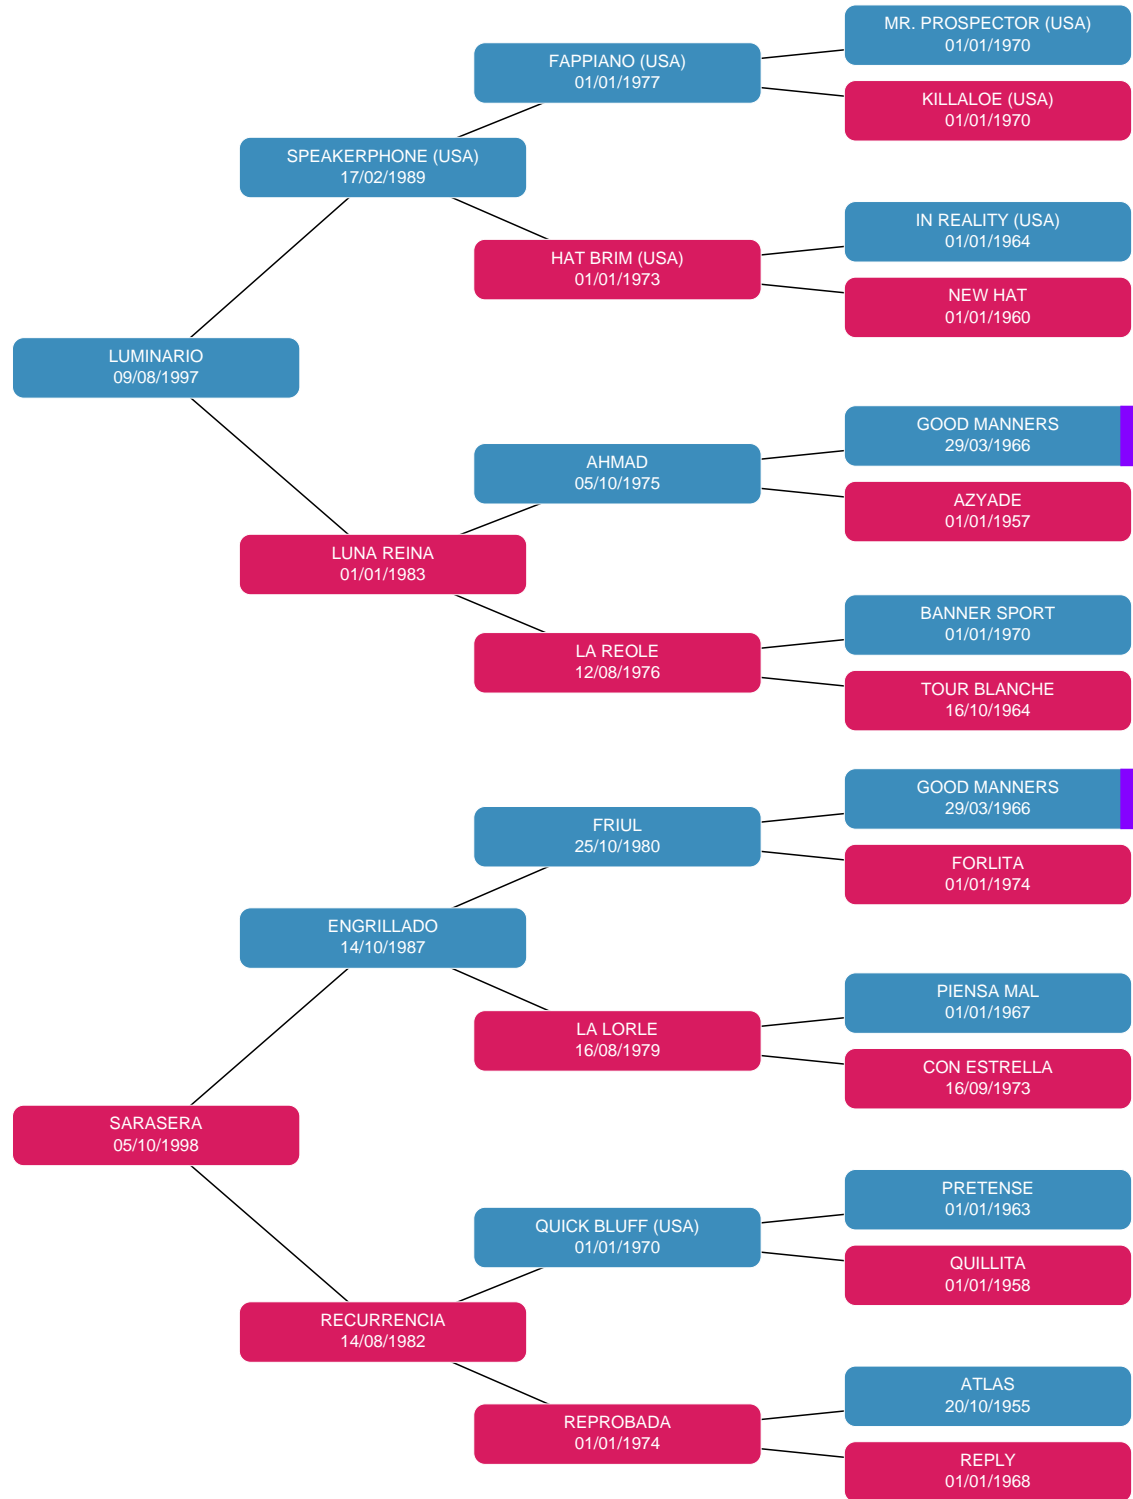 MR. PROSPECTOR (USA)
01/01/1970
FAPPIANO (USA)
01/01/1977
KILLALOE (USA)
01/01/1970
SPEAKERPHONE (USA)
17/02/1989
IN REALITY (USA)
01/01/1964
HAT BRIM (USA)
01/01/1973
NEW HAT
01/01/1960
LUMINARIO
09/08/1997
GOOD MANNERS
29/03/1966
AHMAD
05/10/1975
AZYADE
01/01/1957
LUNA REINA
01/01/1983
BANNER SPORT
01/01/1970
LA REOLE
12/08/1976
TOUR BLANCHE
16/10/1964
GOOD MANNERS
29/03/1966
FRIUL
25/10/1980
FORLITA
01/01/1974
ENGRILLADO
14/10/1987
PIENSA MAL
01/01/1967
LA LORLE
16/08/1979
CON ESTRELLA
16/09/1973
SARASERA
05/10/1998
PRETENSE
01/01/1963
QUICK BLUFF (USA)
01/01/1970
QUILLITA
01/01/1958
RECURRENCIA
14/08/1982
ATLAS
20/10/1955
REPROBADA
01/01/1974
REPLY
01/01/1968